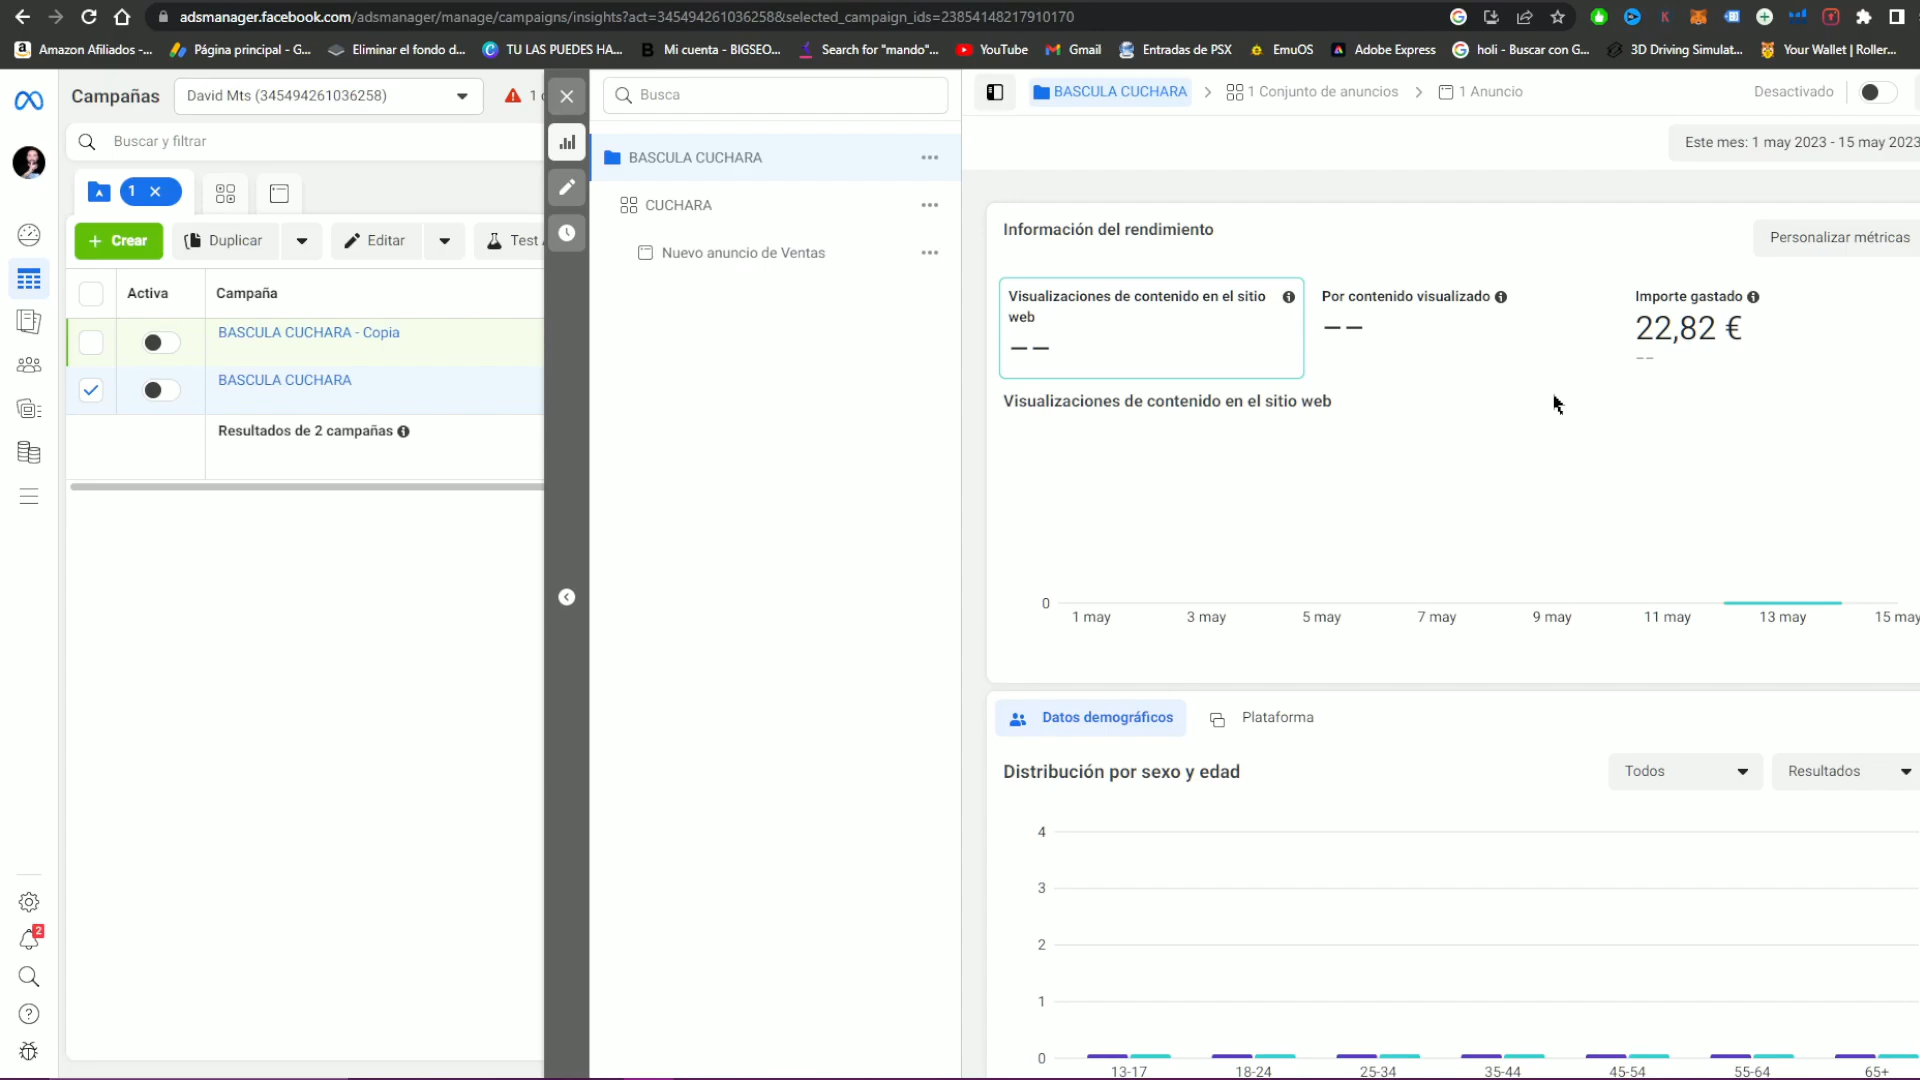 adsmanager.facebook.com/adsmanager/manage/campaigns/insights?act=345494261036258&selected_campaign_ids=23854148217910170
Amazon Afiliados -...
Página principal - G...
Eliminar el fondo d...
TU LAS PUEDES HA...
Mi cuenta - BIGSEO...
Search for "mando"...
YouTube
Gmail
Entradas de PSX
EmuOS
Adobe Express
holi - Buscar con G...
3D Driving Simulat...
Your Wallet | Roller...
Campañas
David Mts (345494261036258)
1
Buscar y filtrar
1
Crear
Duplicar
Editar
Test
Activa
Campaña
BASCULA CUCHARA - Copia
BASCULA CUCHARA
Resultados de 2 campañas
2
Busca
BASCULA CUCHARA
CUCHARA
Nuevo anuncio de Ventas
BASCULA CUCHARA
1 Conjunto de anuncios
1 Anuncio
Desactivado
Este mes: 1 may 2023 - 15 may 2023
Información del rendimiento
Personalizar métricas
Visualizaciones de contenido en el sitio
web
——
Por contenido visualizado
——
Importe gastado
22,82 €
--
Visualizaciones de contenido en el sitio web
0
1 may
3 may
5 may
7 may
9 may
11 may
13 may
15 may
Datos demográficos
Plataforma
Distribución por sexo y edad
Todos
Resultados
4
3
2
1
0
13-17
18-24
25-34
35-44
45-54
55-64
65+